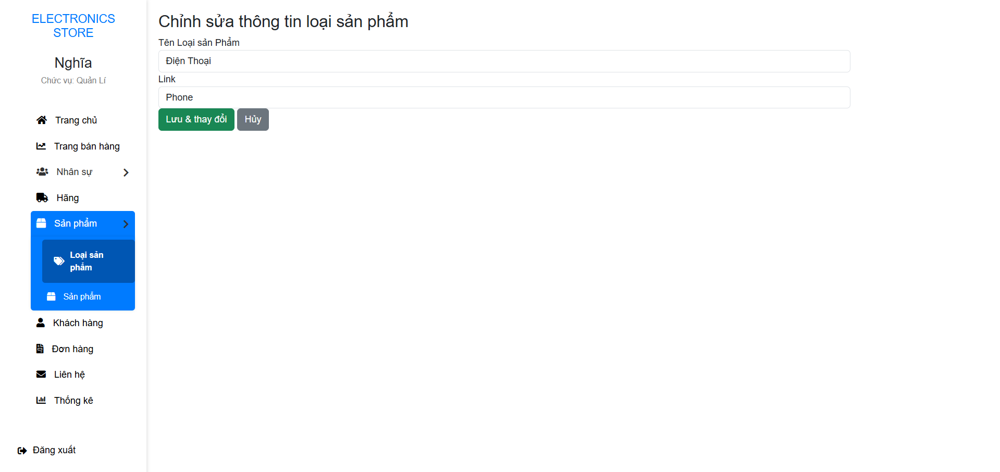 ELECTRONICS
STORE
Nghĩa
Chức vụ: Quản Lí
Trang chủ
Trang bán hàng
Nhân sự
Hãng
Sản phẩm
Loại sản
phẩm
Sản phẩm
Khách hàng
Đơn hàng
Liên hệ
Thống kê
Đăng xuất
Chỉnh sửa thông tin loại sản phẩm
Tên Loại sản Phẩm
Điện Thoại
Link
Phone
Lưu & thay đổi
Hủy